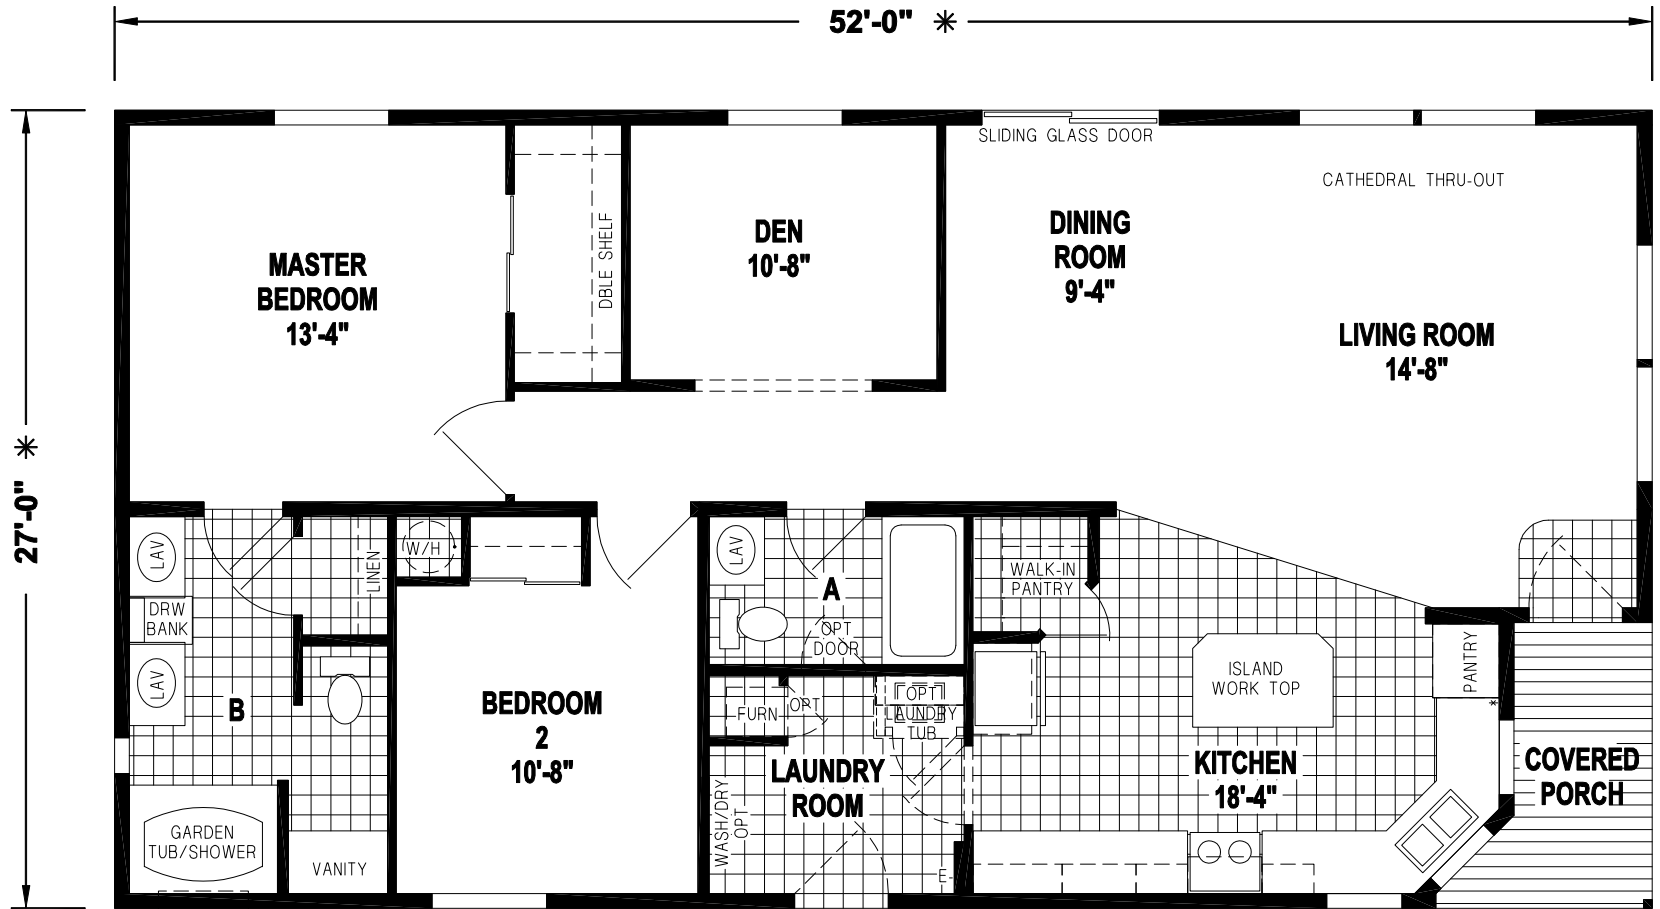 52'-0" ✳
27'-0" ✳
SLIDING GLASS DOOR
CATHEDRAL THRU-OUT
MASTER
BEDROOM
13'-4"
DBLE SHELF
DEN
10'-8"
DINING
ROOM
9'-4"
LIVING ROOM
14'-8"
LAV
DRW
BANK
LAV
B
LINEN
W/H
GARDEN
TUB/SHOWER
VANITY
BEDROOM
2
10'-8"
LAV
A
OPT
DOOR
FURN
OPT
OPT
LAUNDRY
TUB
LAUNDRY
ROOM
WASH/DRY
OPT
E-
WALK-IN
PANTRY
ISLAND
WORK TOP
PANTRY
*
KITCHEN
18'-4"
COVERED
PORCH